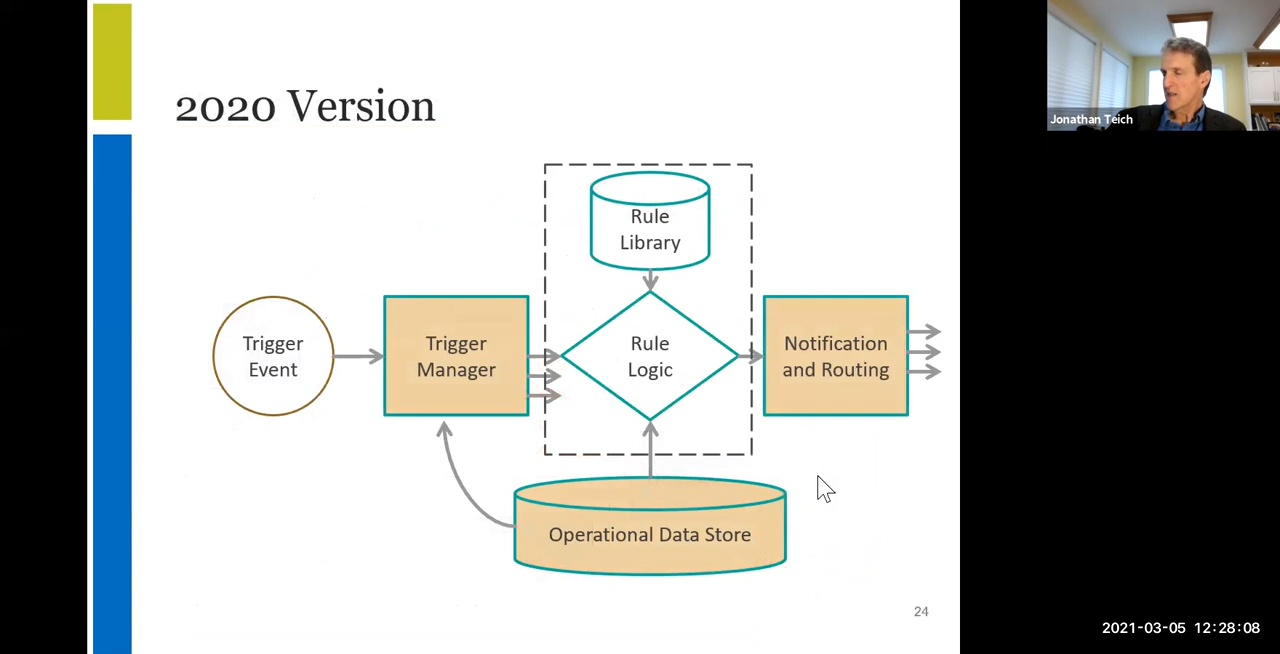 2020 Version
Jonathan Teich
Rule
Library
Trigger
Event
Trigger
Manager
Rule
Logic
Notification
and Routing
Operational Data Store
24
2021-03-05 12:28:08